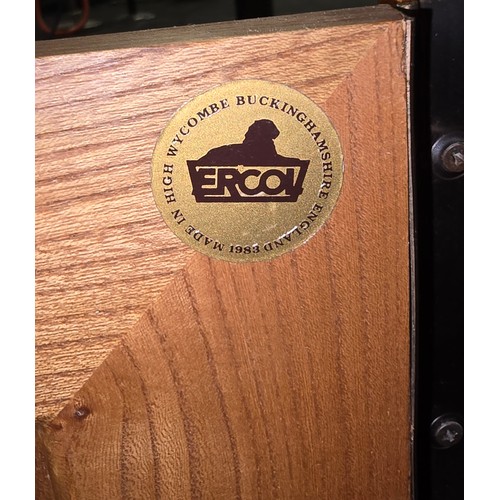 MADE IN HIGH WYCOMBE BUCKINGHAMSHIRE ENGLAND
ERCOL
1983